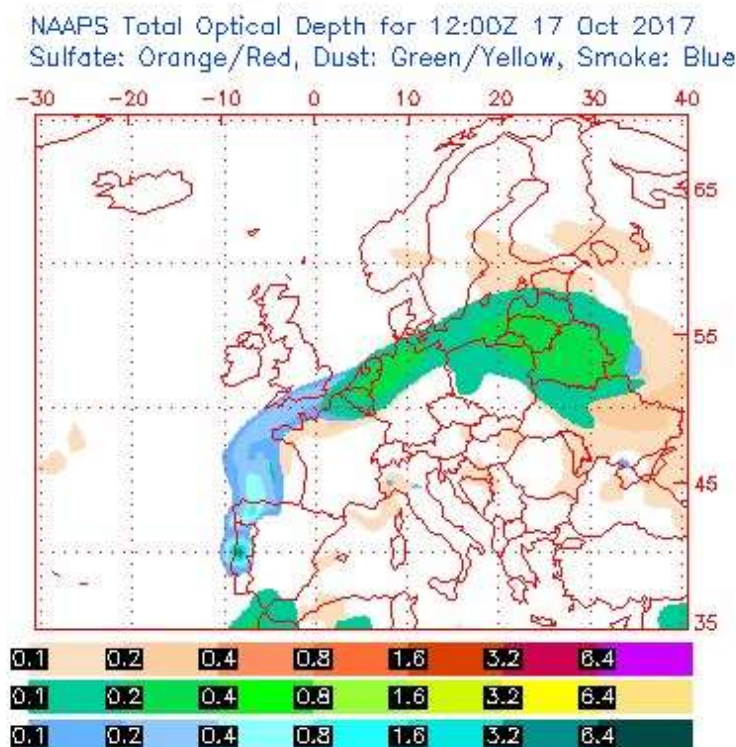 NAAPS Total Optical Depth for 12:00Z 17 Oct 2017
Sulfate: Orange/Red, Dust: Green/Yellow, Smoke: Blue
-30 -20 -10 0 10 20 30 40
65
55
45
35
0.1 0.2 0.4 0.8 1.6 3.2 6.4
0.1 0.2 0.4 0.8 1.6 3.2 6.4
0.1 0.2 0.4 0.8 1.6 3.2 6.4